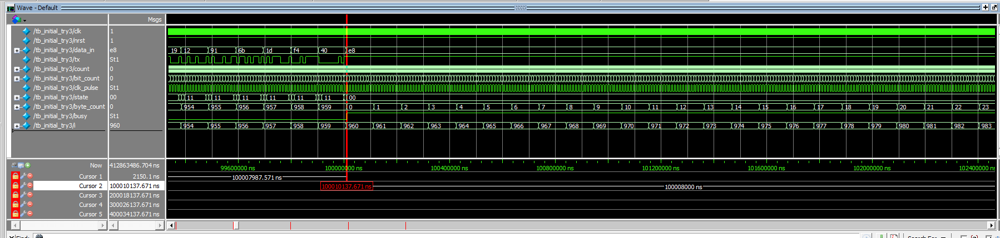 Wave - Default
Msgs
/tb_initial_try3/clk 1
/tb_initial_try3/nrst 1
/tb_initial_try3/data_in e8 19 12 91 6b 1d f4 40 e8
/tb_initial_try3/tx St1
/tb_initial_try3/count 0
/tb_initial_try3/bit_count 0
/tb_initial_try3/clk_pulse St1
/tb_initial_try3/state 00 11 11 11 11 11 11 00
/tb_initial_try3/byte_count 0 954 955 956 957 958 959 0 1 2 3 4 5 6 7 8 9 10 11 12 13 14 15 16 17 18 19 20 21 22 23
/tb_initial_try3/busy St1
/tb_initial_try3/i 960 954 955 956 957 958 959 960 961 962 963 964 965 966 967 968 969 970 971 972 973 974 975 976 977 978 979 980 981 982 983
Now 412863486.704 ns 99600000 ns 100000000 ns 100400000 ns 100800000 ns 101200000 ns 101600000 ns 102000000 ns 102400000 ns
Cursor 1 2150.1 ns 100007987.571 ns
Cursor 2 100010137.671 ns 100010137.671 ns 100008000 ns
Cursor 3 200018137.671 ns
Cursor 4 300026137.671 ns
Cursor 5 400034137.671 ns
Find:
Search For